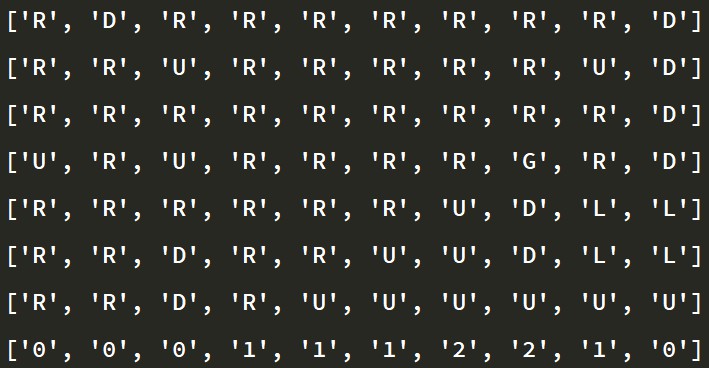 ['R', 'D', 'R', 'R', 'R', 'R', 'R', 'R', 'R', 'D']
['R', 'R', 'U', 'R', 'R', 'R', 'R', 'R', 'U', 'D']
['R', 'R', 'R', 'R', 'R', 'R', 'R', 'R', 'R', 'D']
['U', 'R', 'U', 'R', 'R', 'R', 'R', 'G', 'R', 'D']
['R', 'R', 'R', 'R', 'R', 'R', 'U', 'D', 'L', 'L']
['R', 'R', 'D', 'R', 'R', 'U', 'U', 'D', 'L', 'L']
['R', 'R', 'D', 'R', 'U', 'U', 'U', 'U', 'U', 'U']
['0', '0', '0', '1', '1', '1', '2', '2', '1', '0']